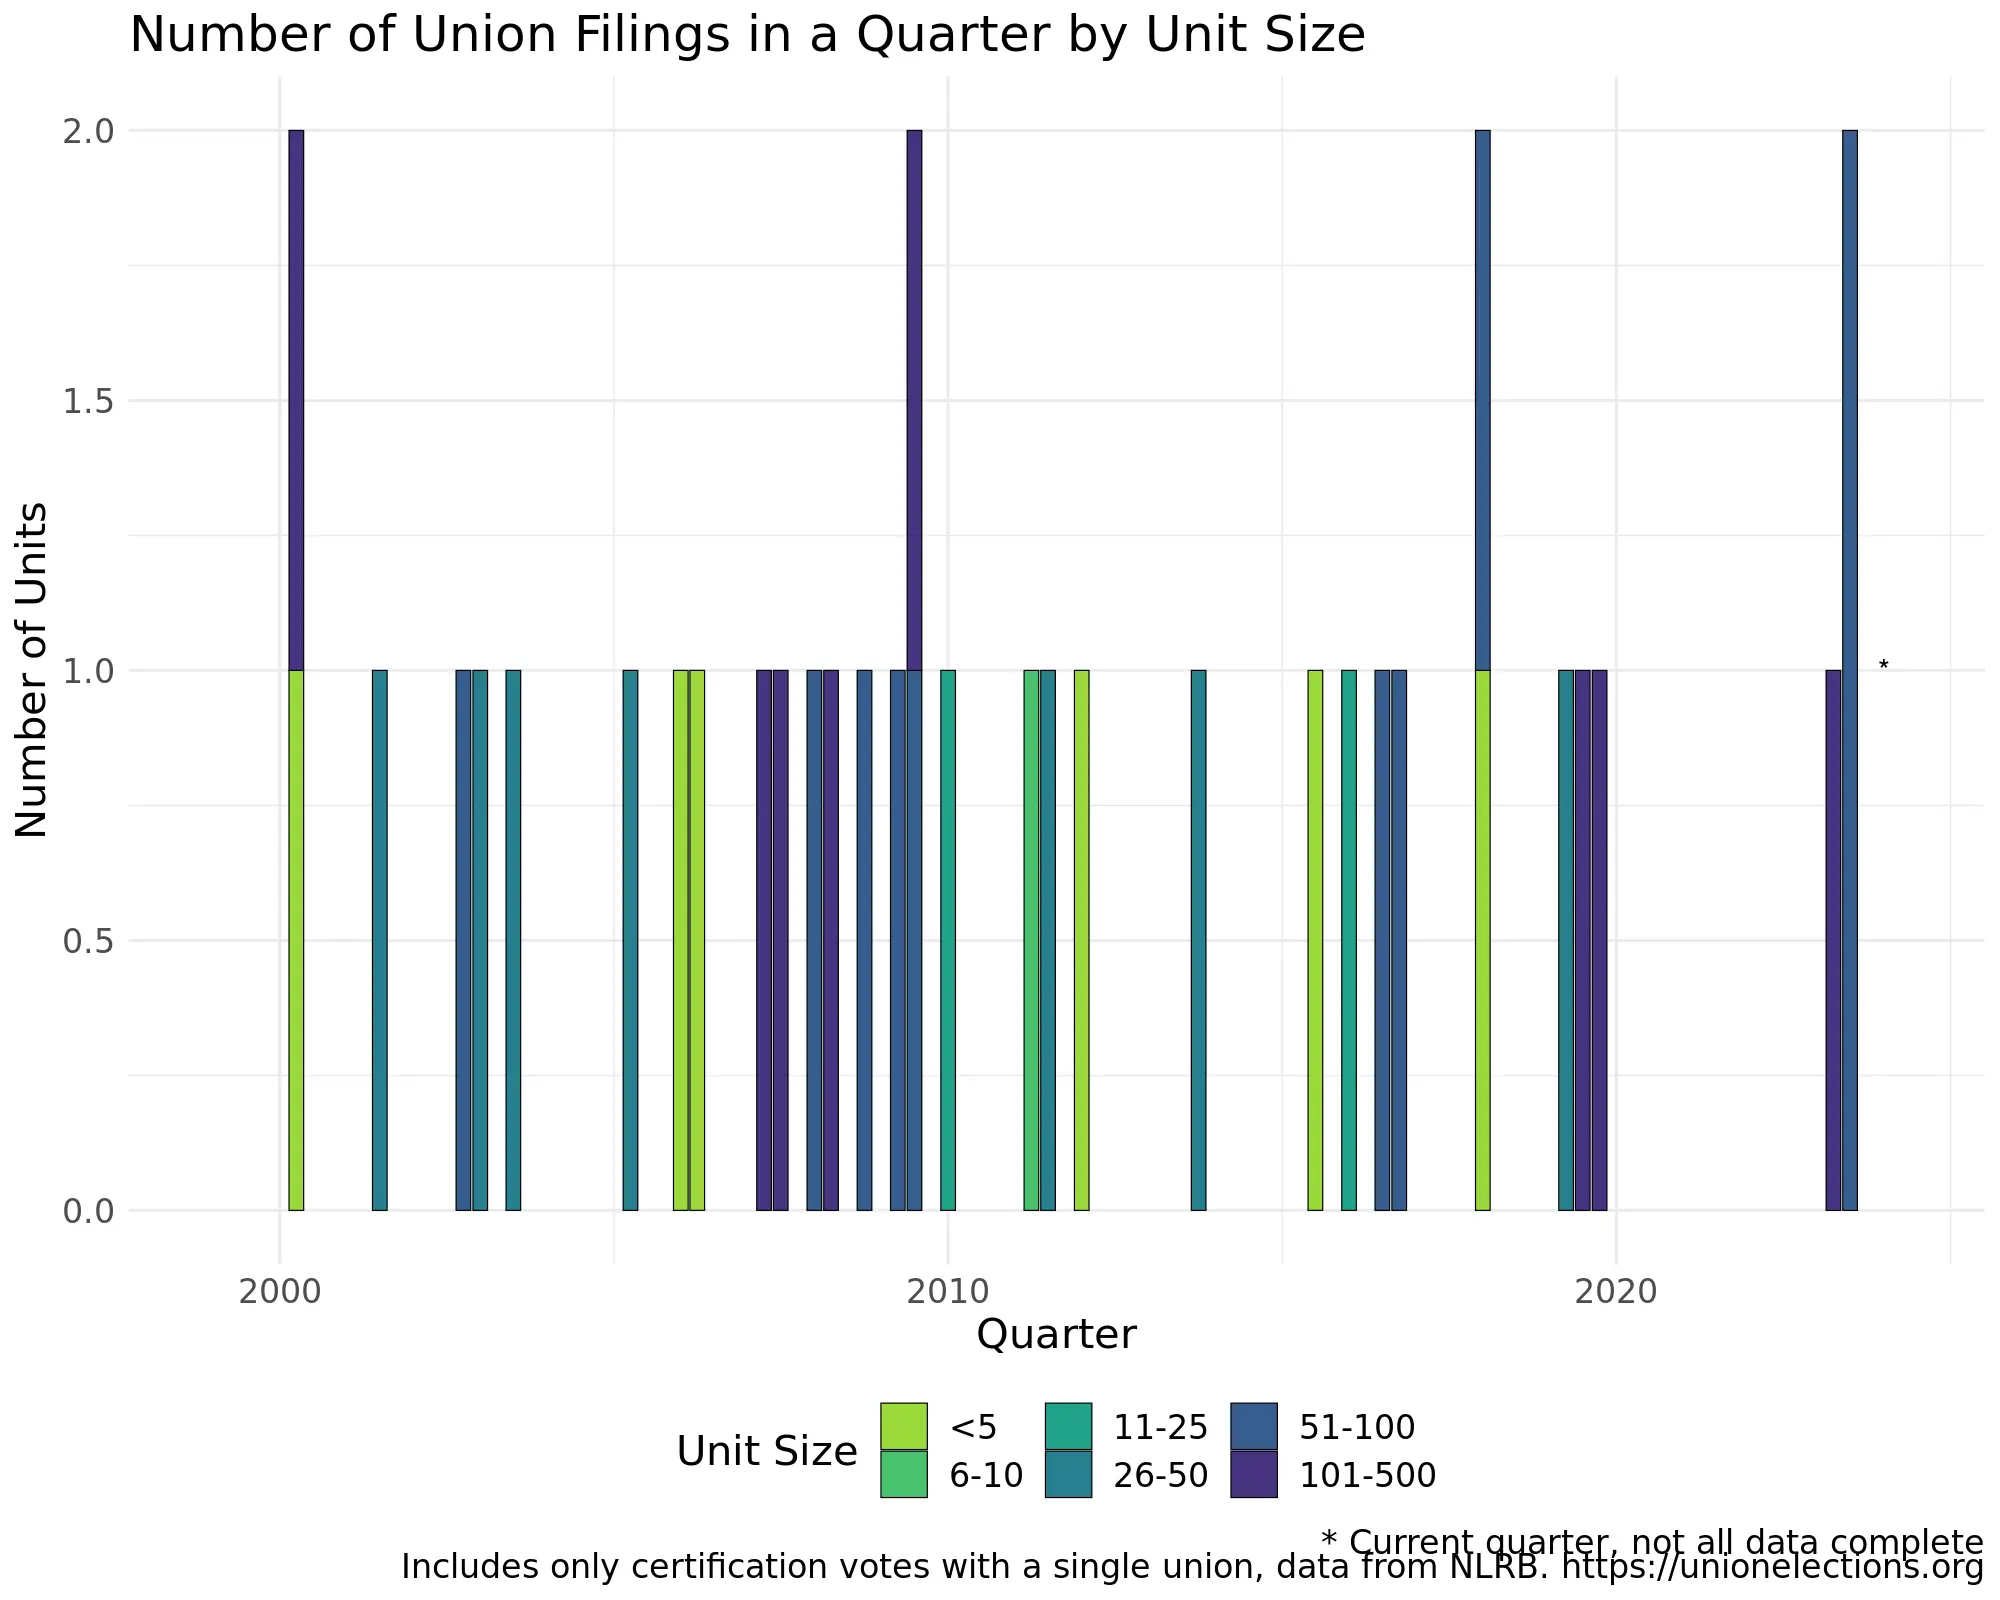 Number of Union Filings in a Quarter by Unit Size
2.0
1.5
1.0
0.5
0.0
Number of Units
*
2000 2010 2020
Quarter
Unit Size
<5 11-25 51-100
6-10 26-50 101-500
* Current quarter, not all data complete
Includes only certification votes with a single union, data from NLRB. https://unionelections.org